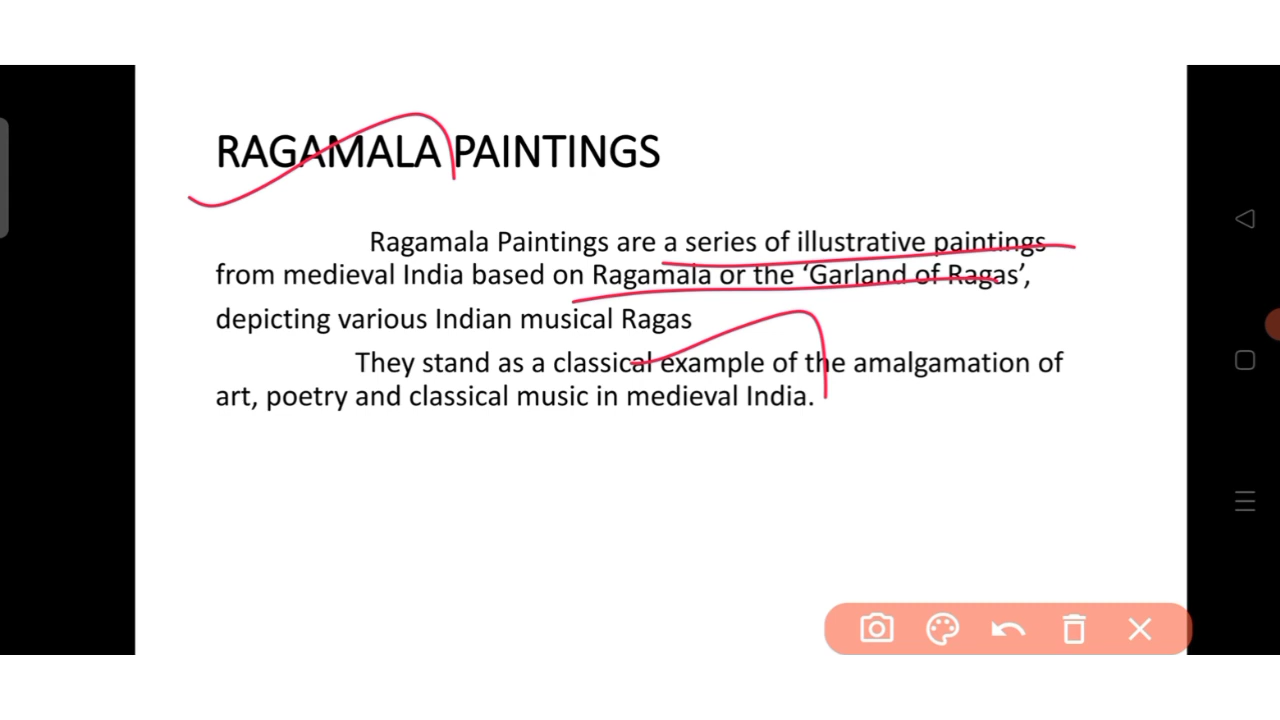 RAGAMALA PAINTINGS
Ragamala Paintings are a series of illustrative paintings
from medieval India based on Ragamala or the ‘Garland of Ragas’,
depicting various Indian musical Ragas
They stand as a classical example of the amalgamation of
art, poetry and classical music in medieval India.